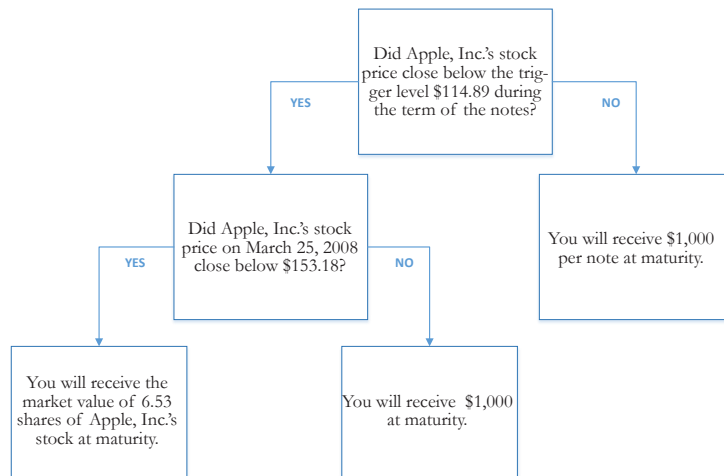 Did Apple, Inc.'s stock
price close below the trig-
ger level $114.89 during
the term of the notes?
YES
NO
Did Apple, Inc.'s stock
price on March 25, 2008
close below $153.18?
You will receive $1,000
per note at maturity.
YES
NO
You will receive the
market value of 6.53
shares of Apple, Inc.'s
stock at maturity.
You will receive $1,000
at maturity.